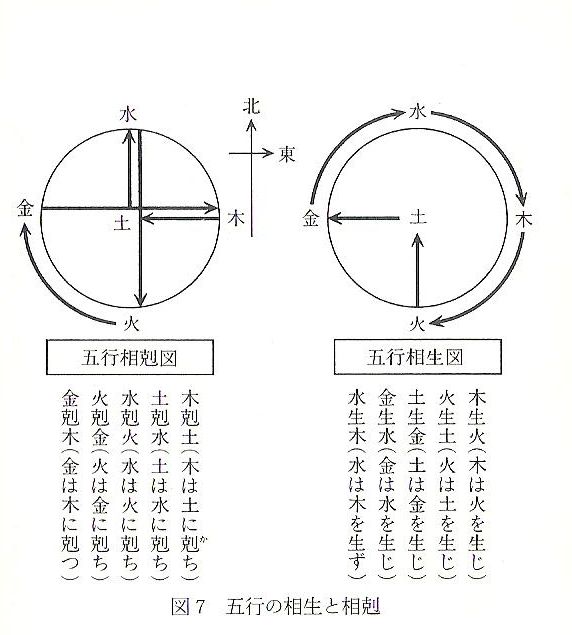 水
金
土
木
火
北
東
水
金
土
木
火
五行相剋図
五行相生図
木生火(木は火を生じ)
火生土(火は土を生じ)
土生金(土は金を生じ)
金生水(金は水を生じ)
水生木(水は木を生ず)
木剋土(木は土に剋か​ち)
土剋水(土は水に剋ち)
水剋火(水は火に剋ち)
火剋金(火は金に剋ち)
金剋木(金は木に剋つ)
図7 五行の相生と相剋